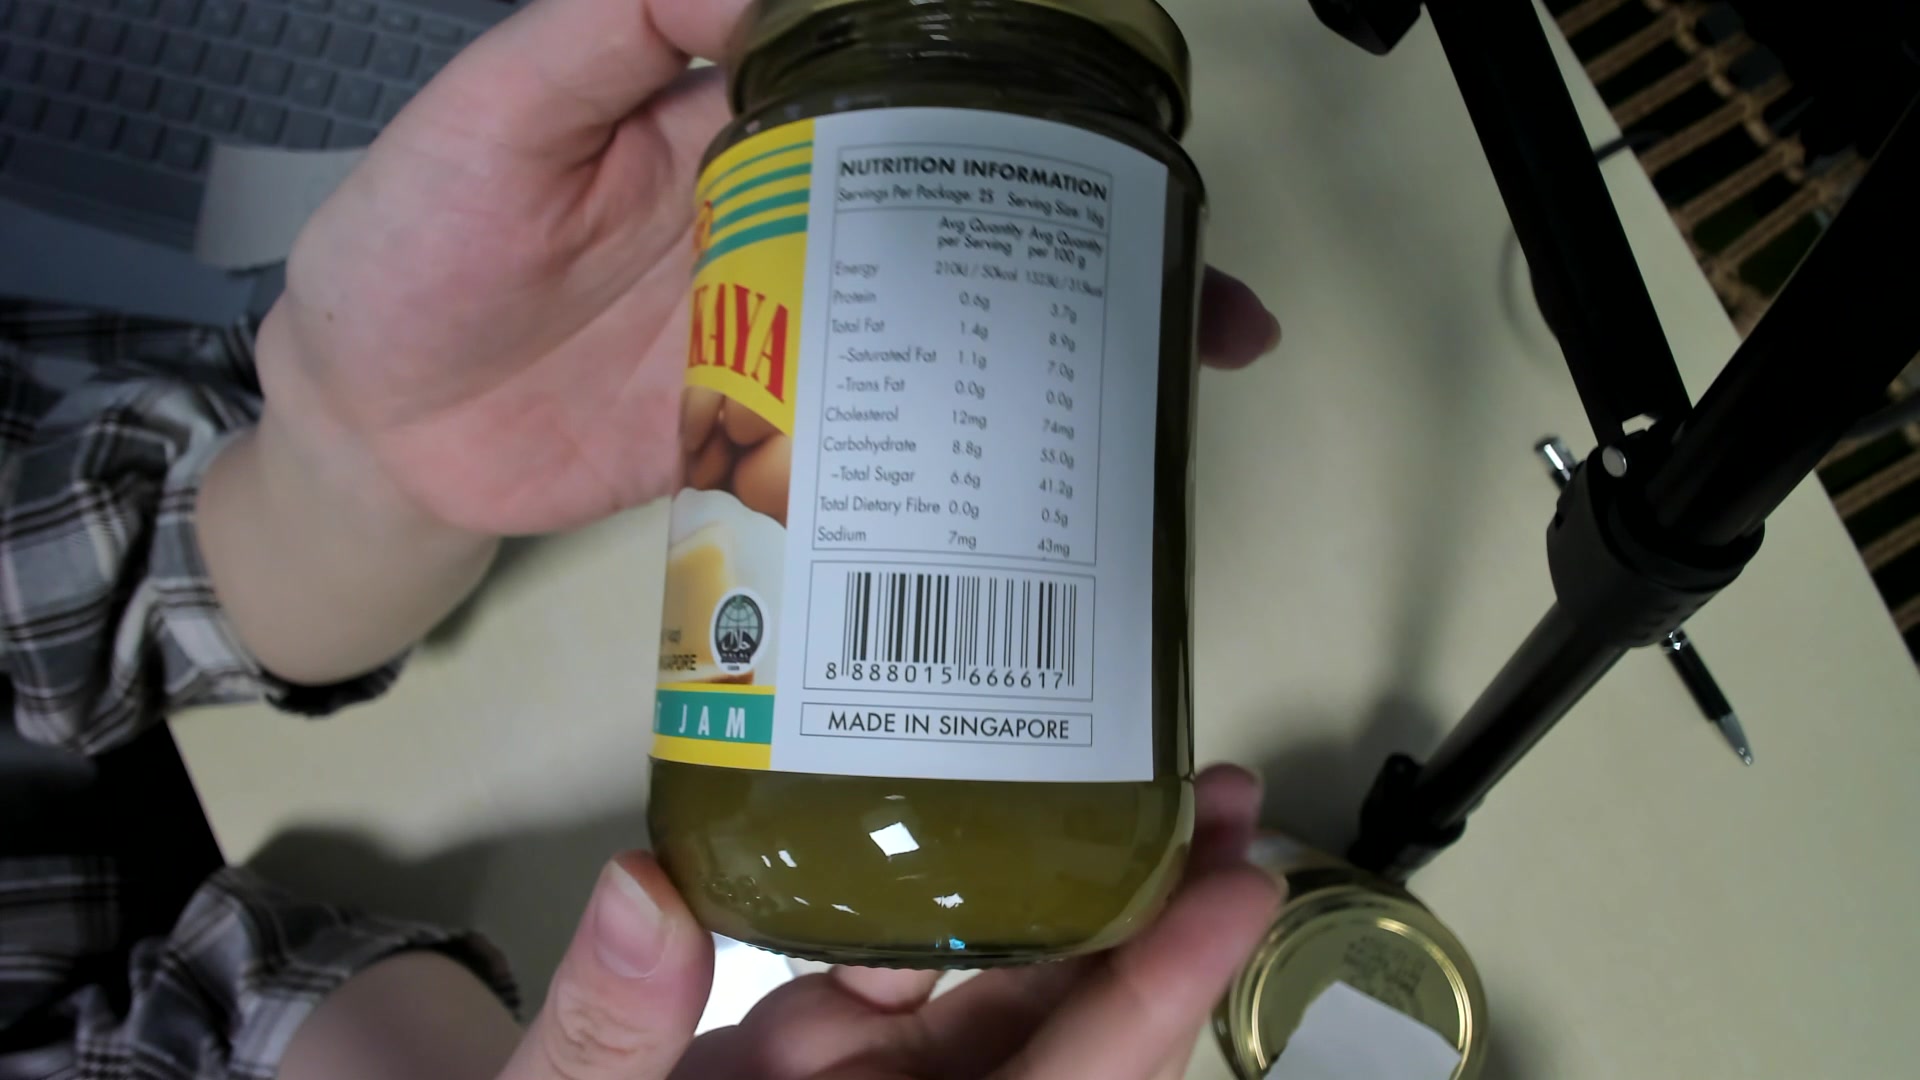 NUTRITION INFORMATION
Servings Per Package: 25 Serving Size: 16g
Avg Quantity per Serving Avg Quantity per 100 g
Energy 210kJ / 50kcal 1323kJ/315kcal
Protein 0.6g 3.7g
Total Fat 1.4g 8.9g
-Saturated Fat 1.1g 7.0g
-Trans Fat 0.0g 0.0g
Cholesterol 12mg 74mg
Carbohydrate 8.8g 55.0g
-Total Sugar 6.6g 41.2g
Total Dietary Fibre 0.0g 0.5g
Sodium 7mg 43mg
8 888015 666617
MADE IN SINGAPORE
KAYA
JAM